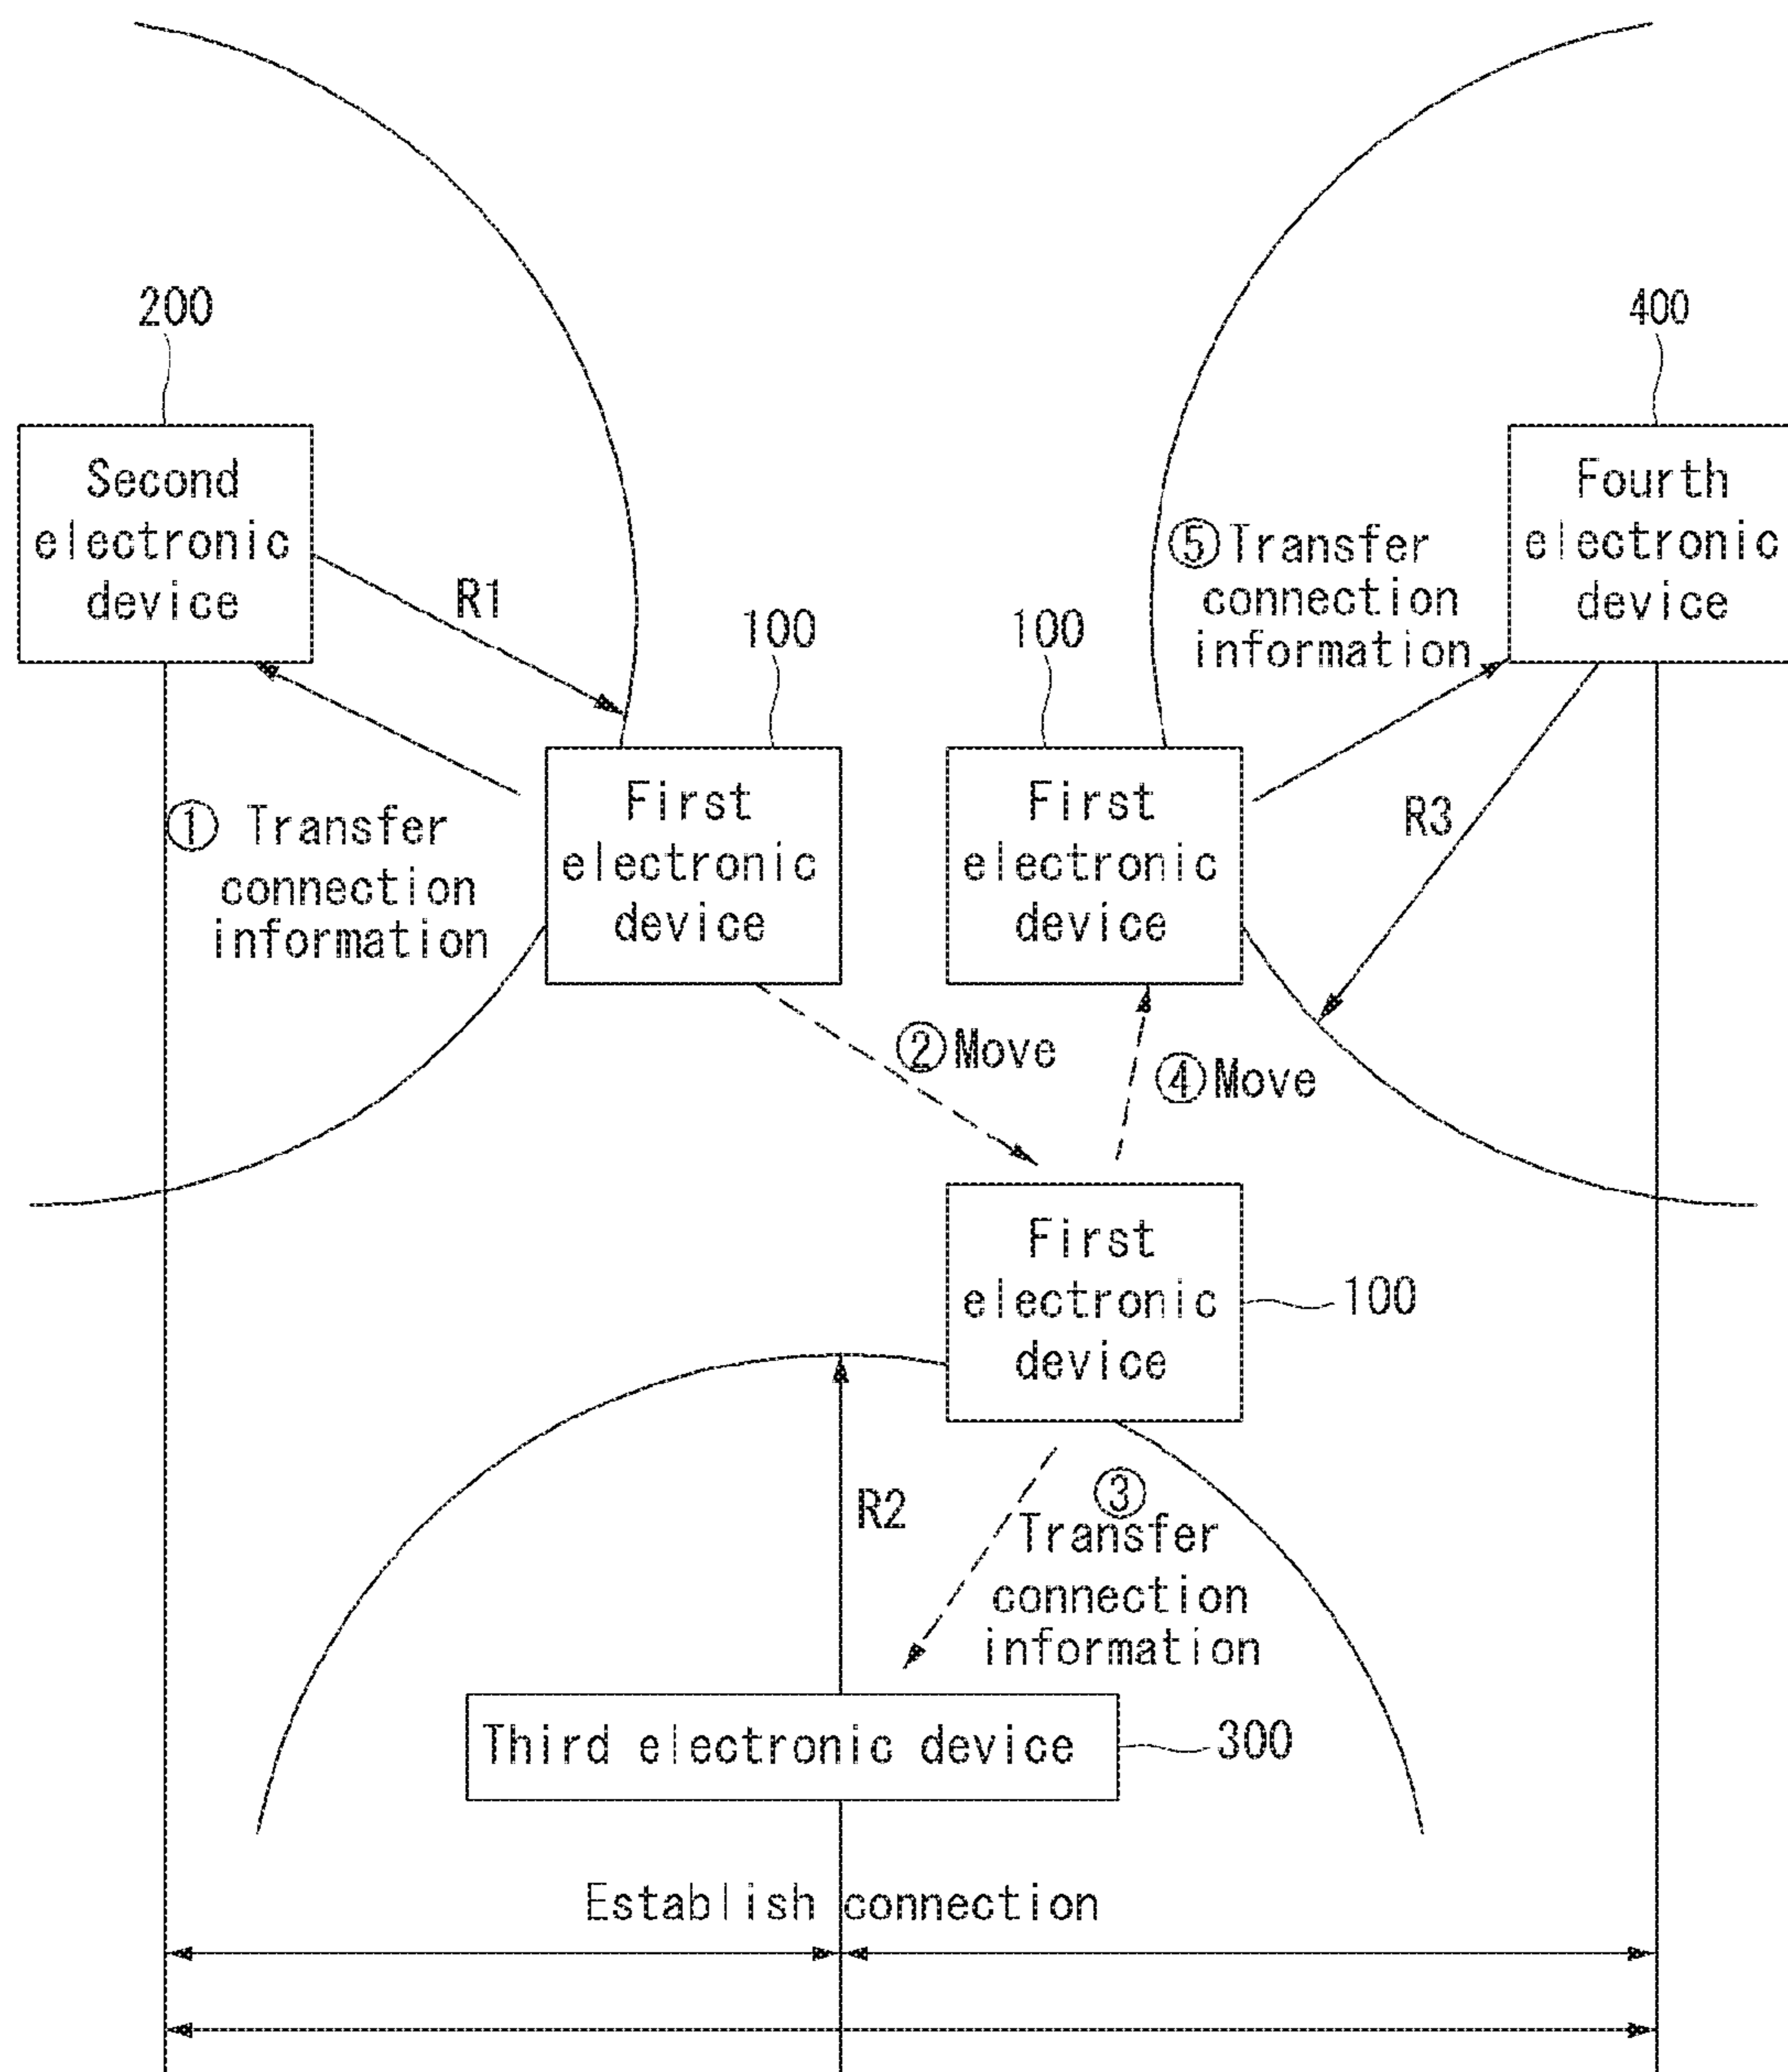 200
400
Second
electronic
device
Fourth
electronic
device
⑤Transfer
connection
information
R1
100
100
① Transfer
connection
information
First
electronic
device
First
electronic
device
R3
②Move
④Move
First
electronic
device
100
R2
③
Transfer
connection
information
Third electronic device
300
Establish connection